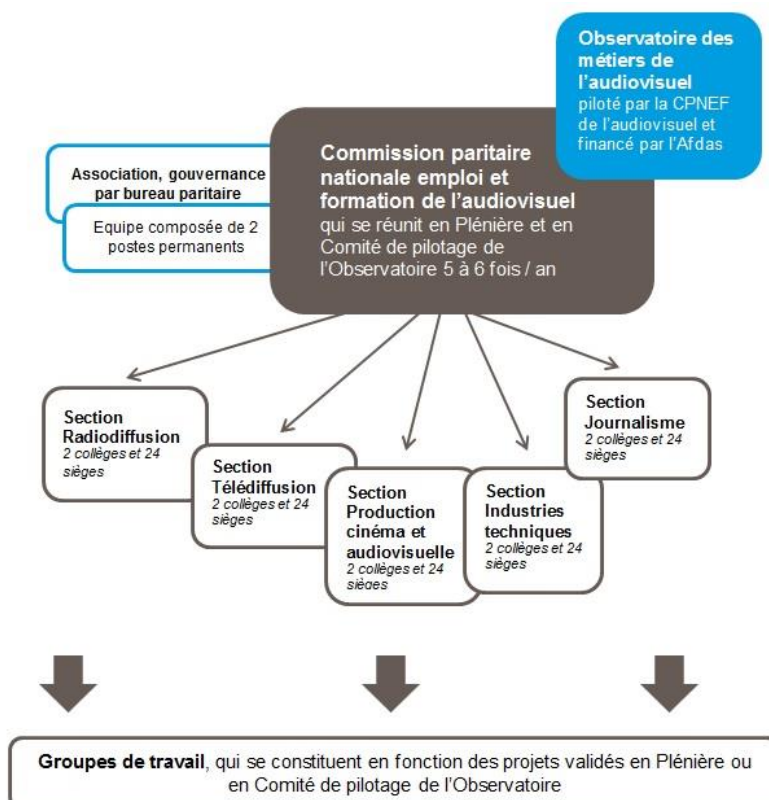 Observatoire des
métiers de
l'audiovisuel
piloté par la CPNEF
de l'audiovisuel et
financé par l'Afdas
Commission paritaire
nationale emploi et
formation de l'audiovisuel
qui se réunit en Plénière et en
Comité de pilotage de
l'Observatoire 5 à 6 fois / an
Association, gouvernance
par bureau paritaire
Equipe composée de 2
postes permanents
Section
Radiodiffusion
2 collèges et 24
sièges
Section
Télédiffusion
2 collèges et 24
sièges
Section
Production
cinéma et
audiovisuelle
2 collèges et 24
sièges
Section
Industries
techniques
2 collèges et 24
sièges
Section
Journalisme
2 collèges et 24
sièges
Groupes de travail, qui se constituent en fonction des projets validés en Plénière ou
en Comité de pilotage de l'Observatoire